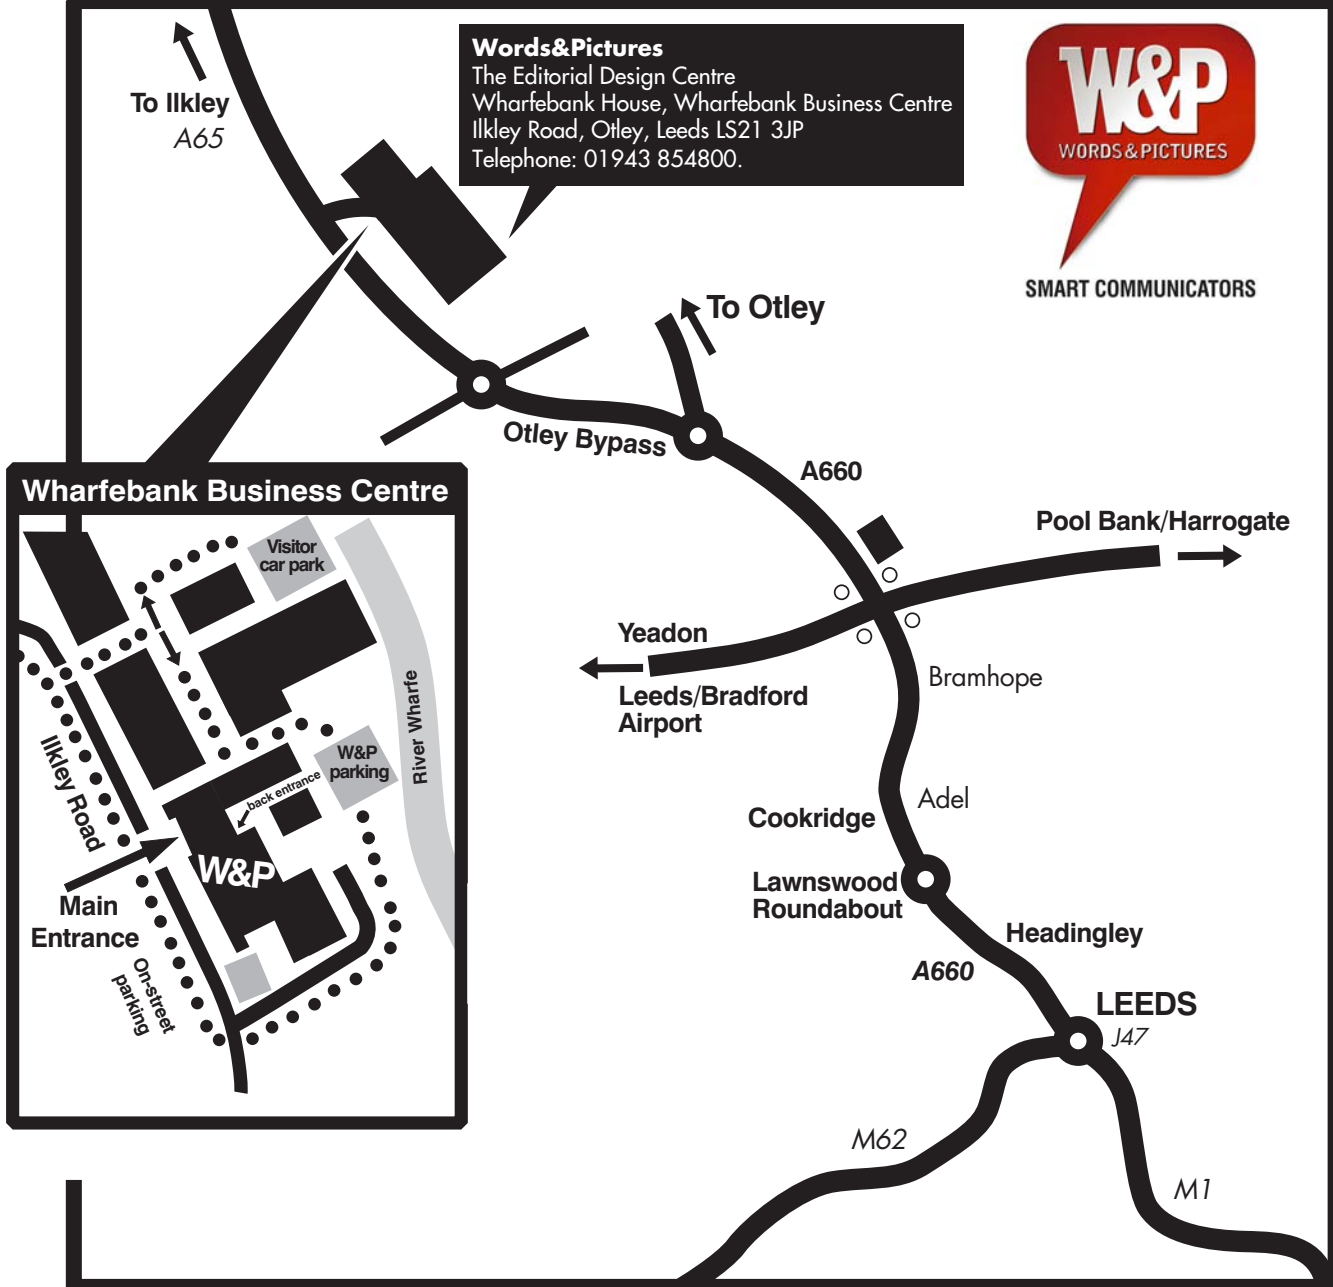 To Ilkley
A65
Words&Pictures
The Editorial Design Centre
Wharfebank House, Wharfebank Business Centre
Ilkley Road, Otley, Leeds LS21 3JP
Telephone: 01943 854800.
W&P
WORDS&PICTURES
SMART COMMUNICATORS
To Otley
Otley Bypass
A660
Pool Bank/Harrogate
Yeadon
Leeds/Bradford
Airport
Bramhope
Adel
Cookridge
Lawnswood
Roundabout
Headingley
A660
LEEDS
J47
M62
M1
Wharfebank Business Centre
Visitor
car park
River Wharfe
Ilkley Road
W&P
parking
back entrance
W&P
Main
Entrance
On-street
parking